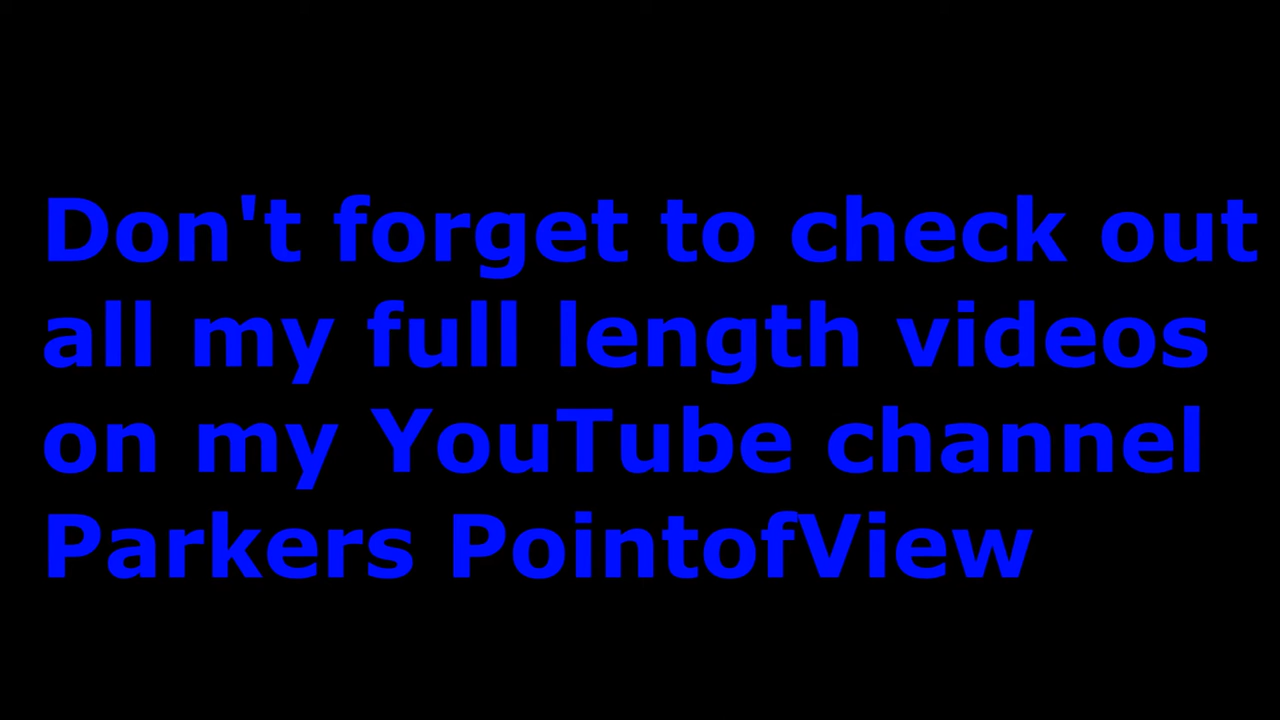 Don't forget to check out
all my full length videos
on my YouTube channel
Parkers PointofView